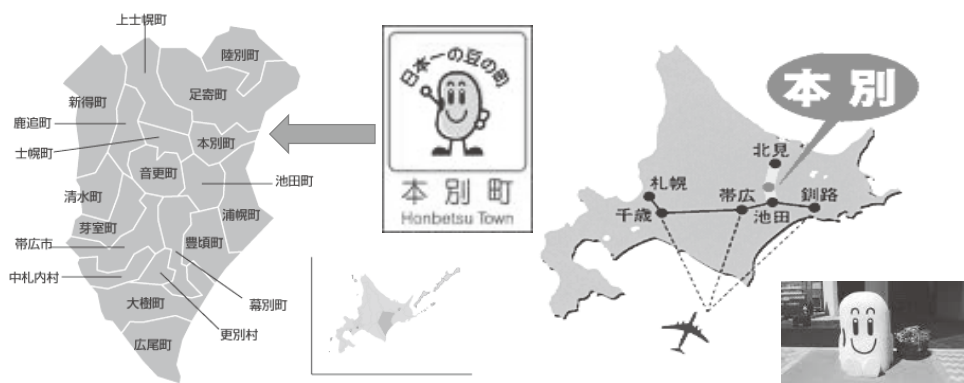 上士幌町
陸別町
足寄町
新得町
鹿追町
士幌町
本別町
音更町
池田町
清水町
浦幌町
芽室町
豊頃町
帯広市
中札内村
幕別町
大樹町
更別村
広尾町
日本一の豆の町
本別町
Honbetsu Town
本別
北見
札幌
帯広
釧路
千歳
池田